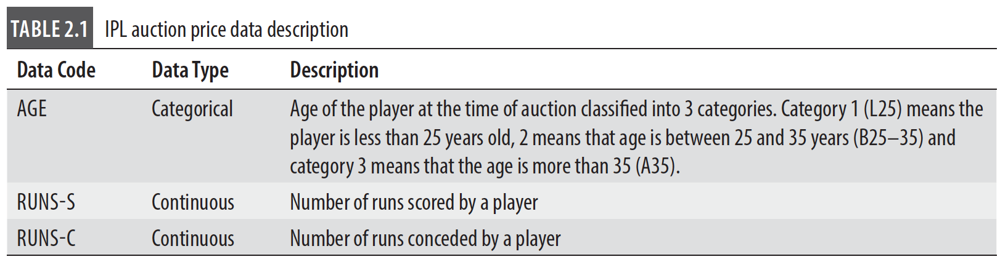 TABLE 2.1 IPL auction price data description
Data Code Data Type Description
AGE Categorical Age of the player at the time of auction classified into 3 categories. Category 1 (L25) means the
player is less than 25 years old, 2 means that age is between 25 and 35 years (B25–35) and
category 3 means that the age is more than 35 (A35).
RUNS-S Continuous Number of runs scored by a player
RUNS-C Continuous Number of runs conceded by a player